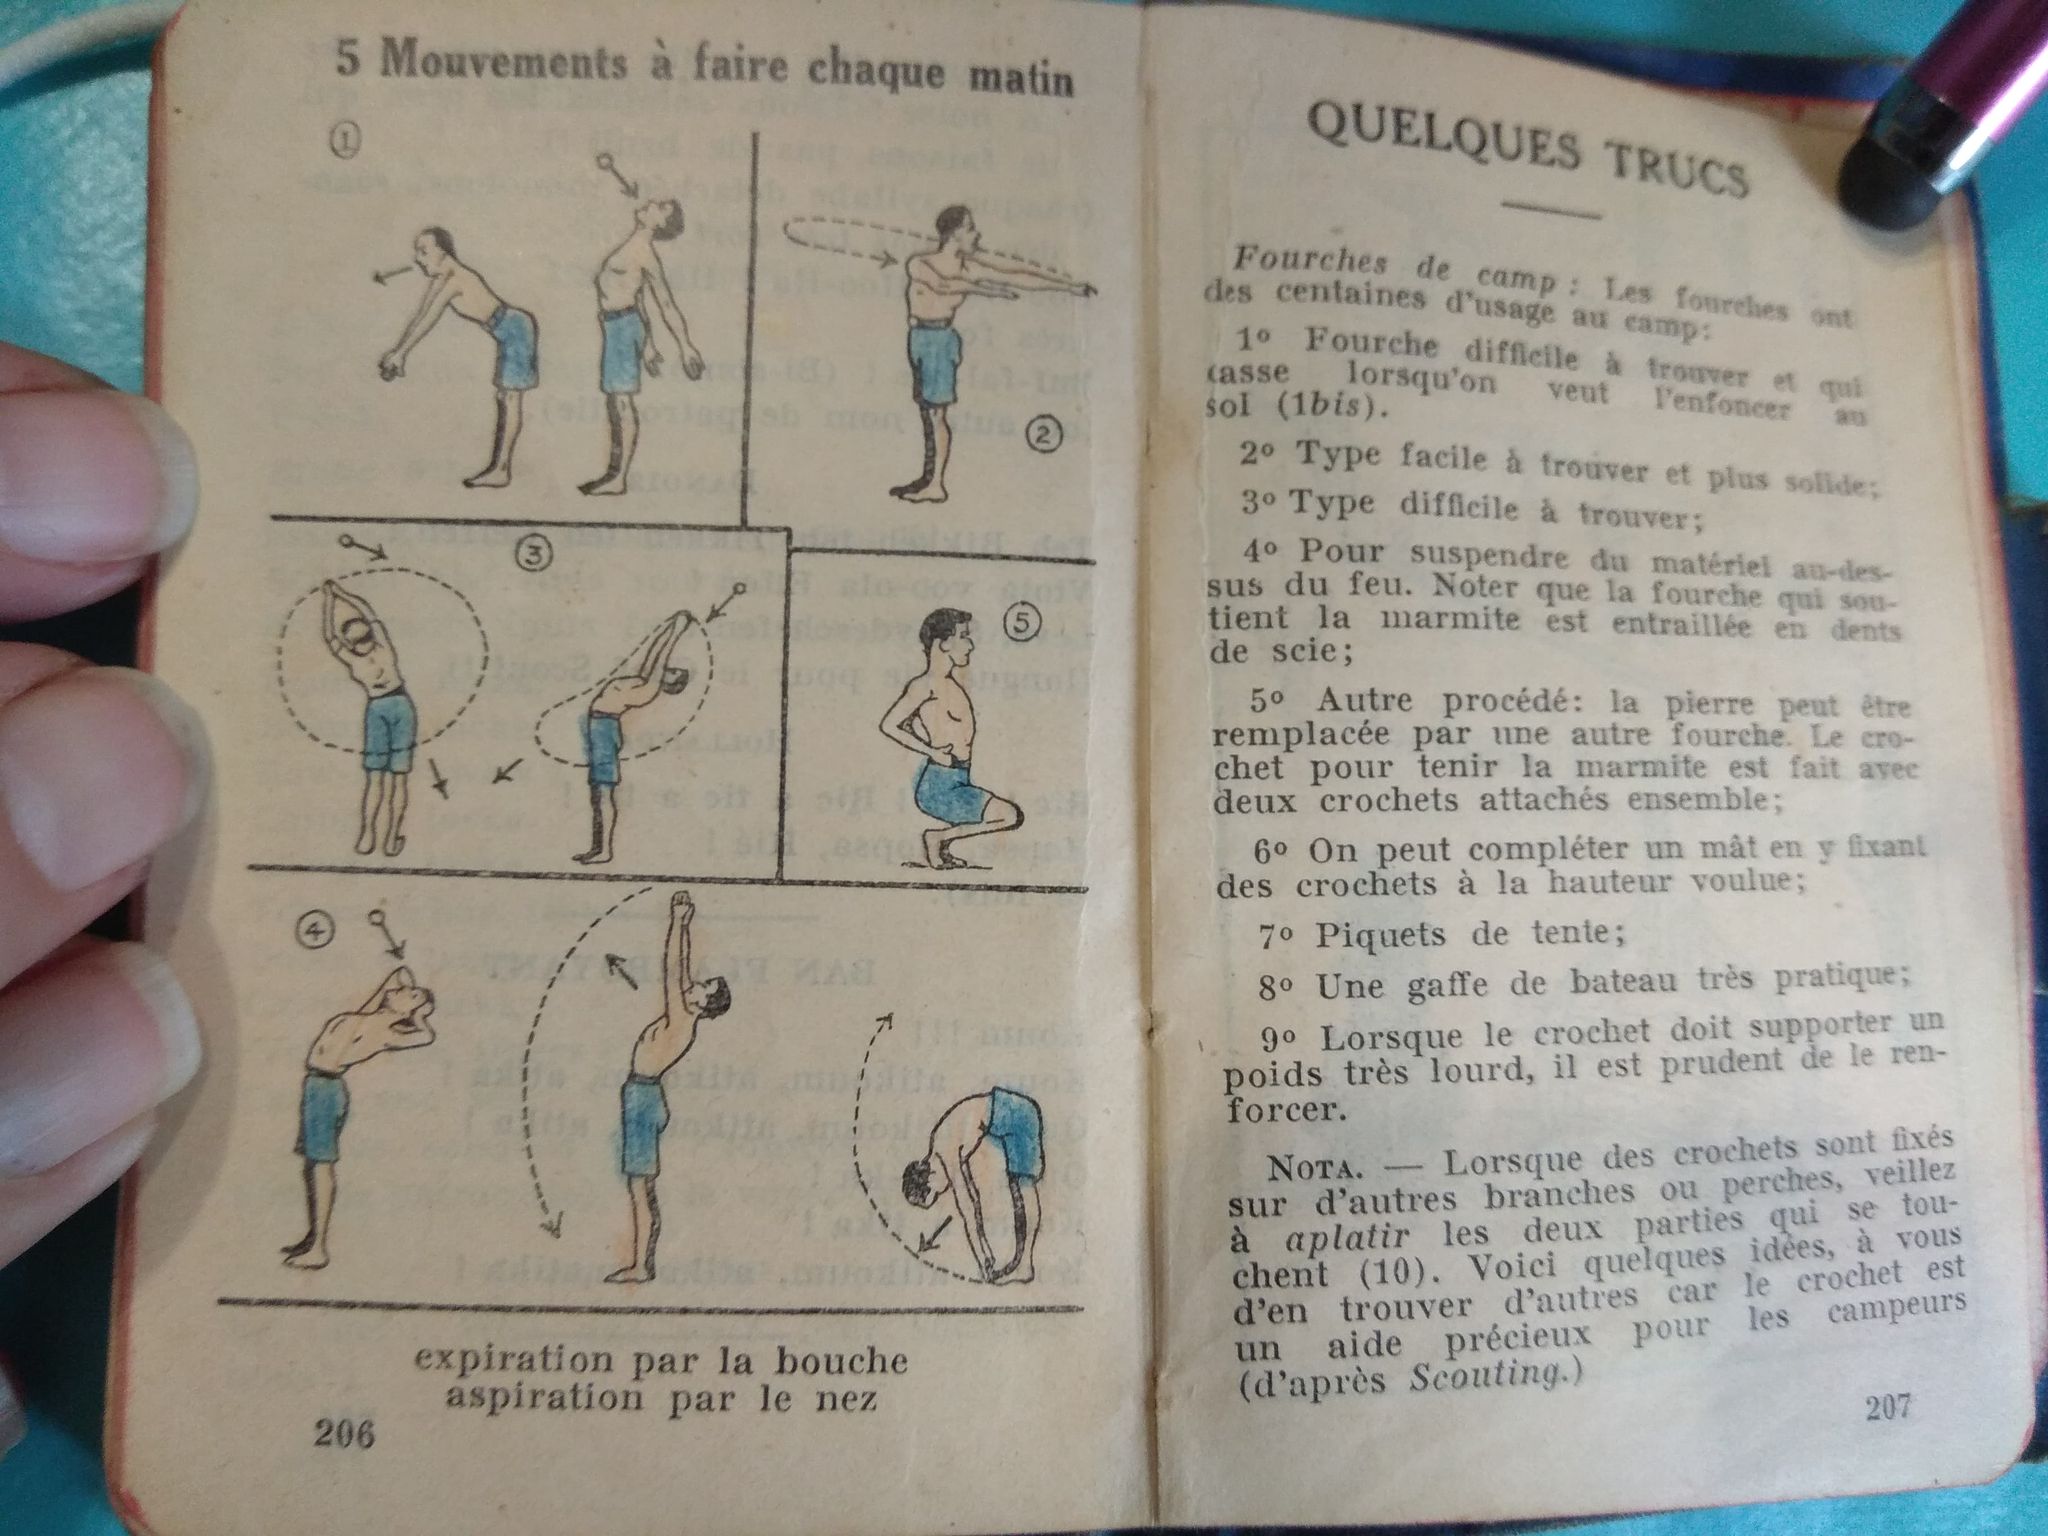 5 Mouvements à faire chaque matin
1
2
3
5
4
expiration par la bouche
aspiration par le nez
206
QUELQUES TRUCS
Fourches de camp : Les fourches ont
des centaines d'usage au camp:
1º Fourche difficile à trouver et qui
casse lorsqu'on veut l'enfoncer au
sol (1bis).
2º Type facile à trouver et plus solide;
3º Type difficile à trouver;
4º Pour suspendre du matériel au-des-
sus du feu. Noter que la fourche qui sou-
tient la marmite est entraillée en dents
de scie;
5º Autre procédé: la pierre peut être
remplacée par une autre fourche. Le cro-
chet pour tenir la marmite est fait avec
deux crochets attachés ensemble;
6º On peut compléter un mât en y fixant
des crochets à la hauteur voulue;
7º Piquets de tente;
8º Une gaffe de bateau très pratique;
9º Lorsque le crochet doit supporter un
poids très lourd, il est prudent de le ren-
forcer.
NOTA. — Lorsque des crochets sont fixés
sur d'autres branches ou perches, veillez
à aplatir les deux parties qui se tou-
chent (10). Voici quelques idées, à vous
d'en trouver d'autres car le crochet est
un aide précieux pour les campeurs
(d'après Scouting.)
207